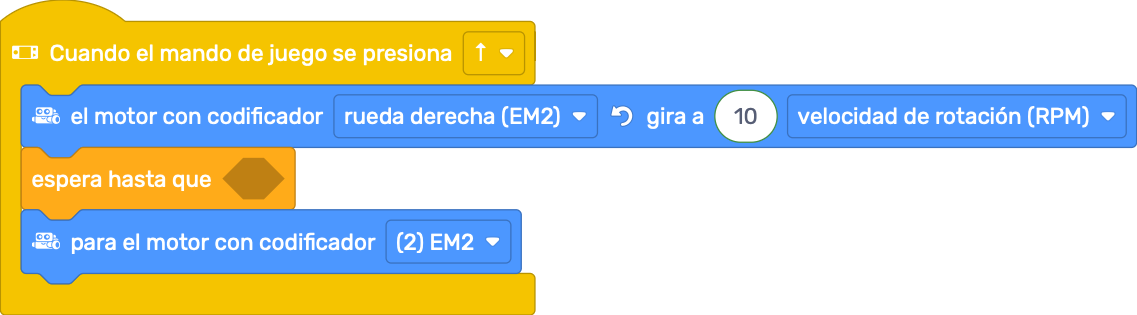 Cuando el mando de juego se presiona ↑
el motor con codificador rueda derecha (EM2) gira a 10 velocidad de rotación (RPM)
espera hasta que
para el motor con codificador (2) EM2